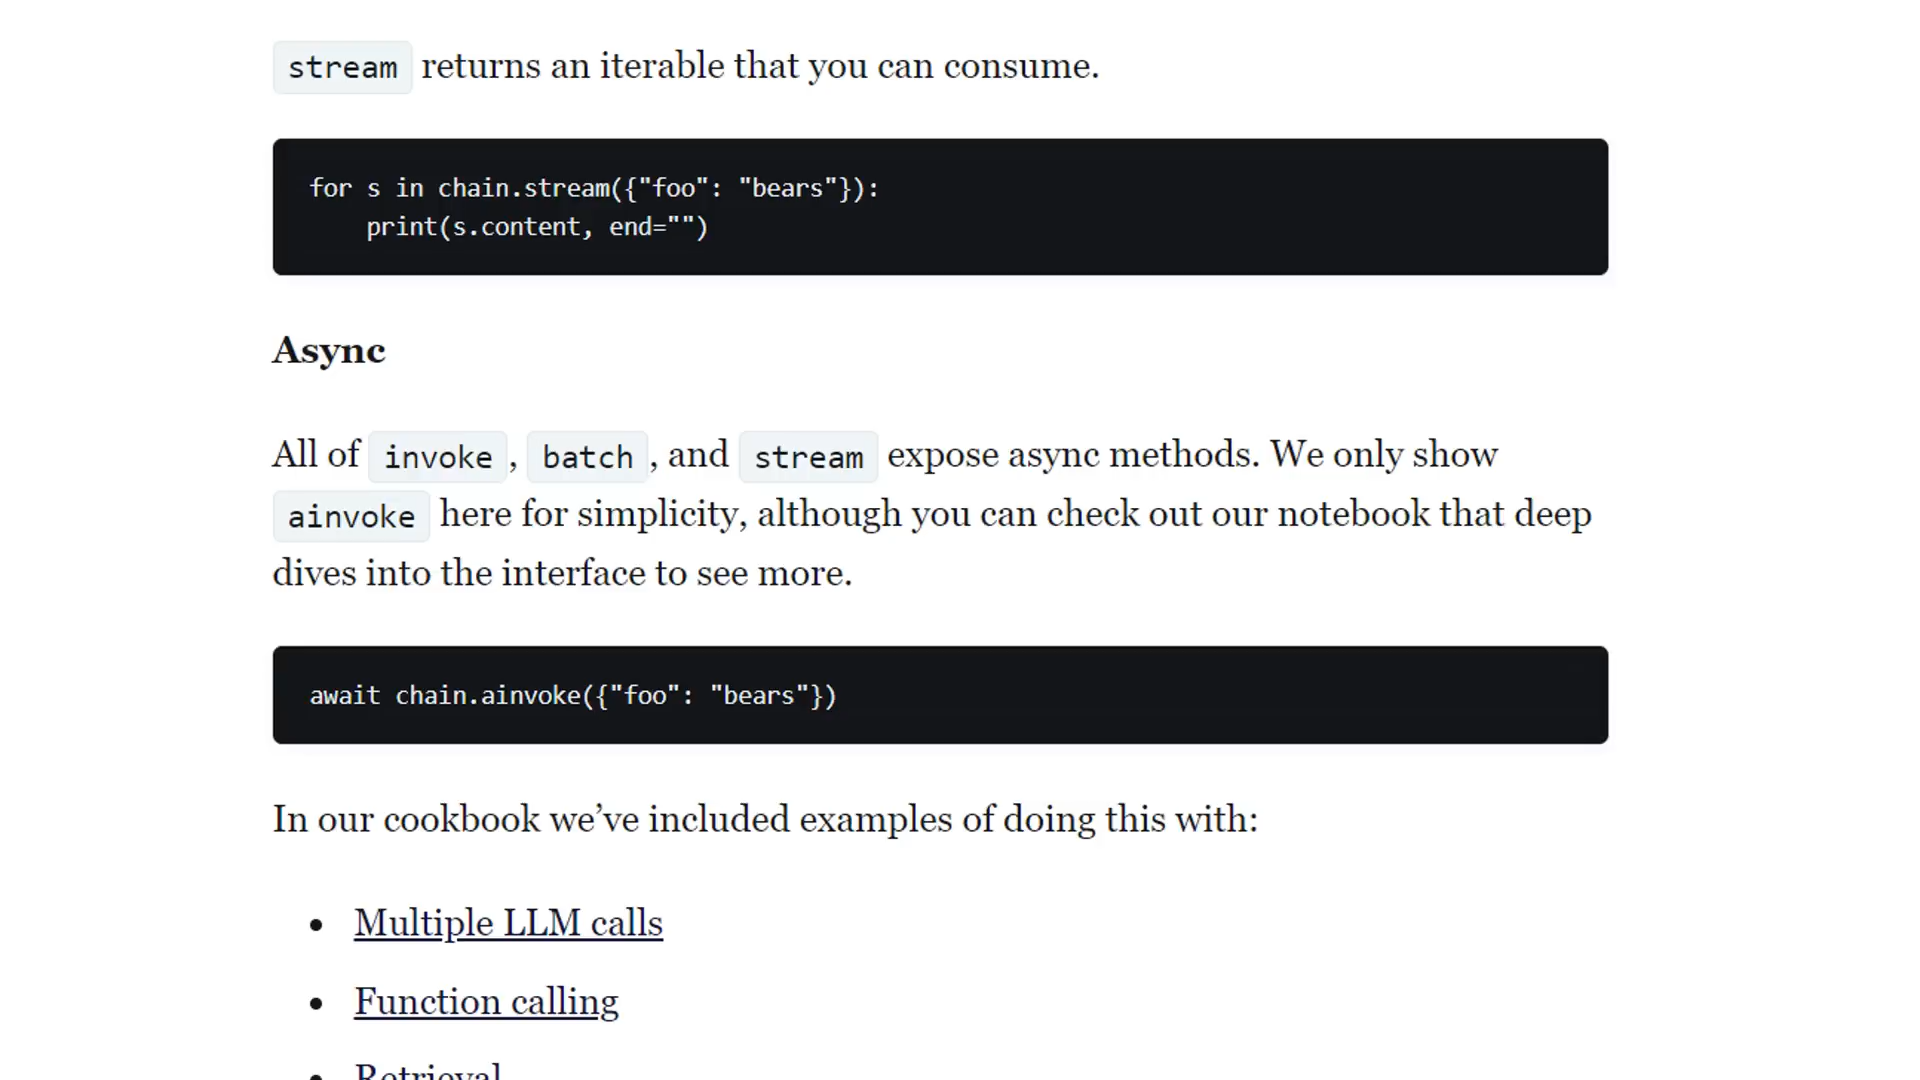 stream returns an iterable that you can consume.
for s in chain.stream({"foo": "bears"}):
    print(s.content, end="")
Async
All of invoke, batch, and stream expose async methods. We only show
ainvoke here for simplicity, although you can check out our notebook that deep
dives into the interface to see more.
await chain.ainvoke({"foo": "bears"})
In our cookbook we’ve included examples of doing this with:
• Multiple LLM calls
• Function calling
• Retrieval